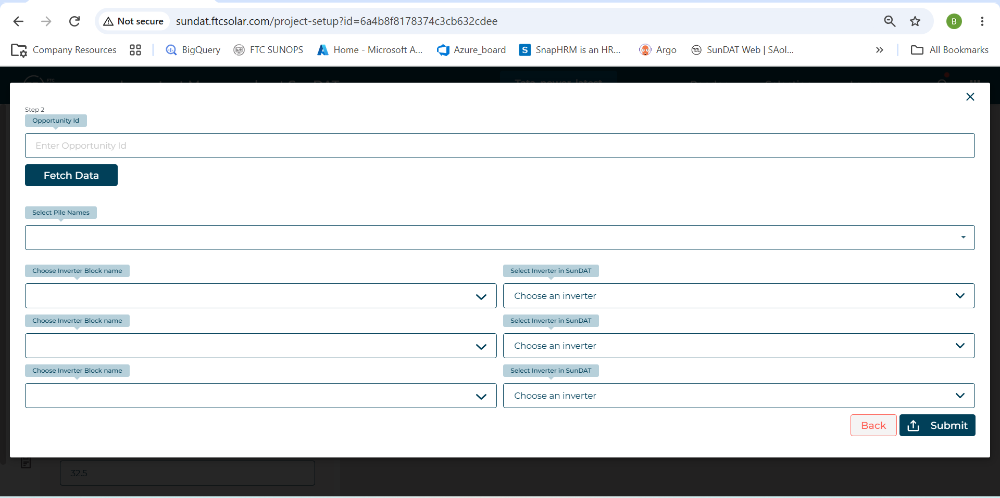 Not secure sundat.ftcsolar.com/project-setup?id=6a4b8f8178374c3cb632cdee B
Company Resources BigQuery FTC SUNOPS Home - Microsoft A... Azure_board S SnapHRM is an HR... Argo SunDAT Web | SAol... All Bookmarks
Step 2
Opportunity Id
Enter Opportunity Id
Fetch Data
Select Pile Names
Choose Inverter Block name Select Inverter in SunDAT
Choose an inverter
Choose Inverter Block name Select Inverter in SunDAT
Choose an inverter
Choose Inverter Block name Select Inverter in SunDAT
Choose an inverter
Back Submit
32.5